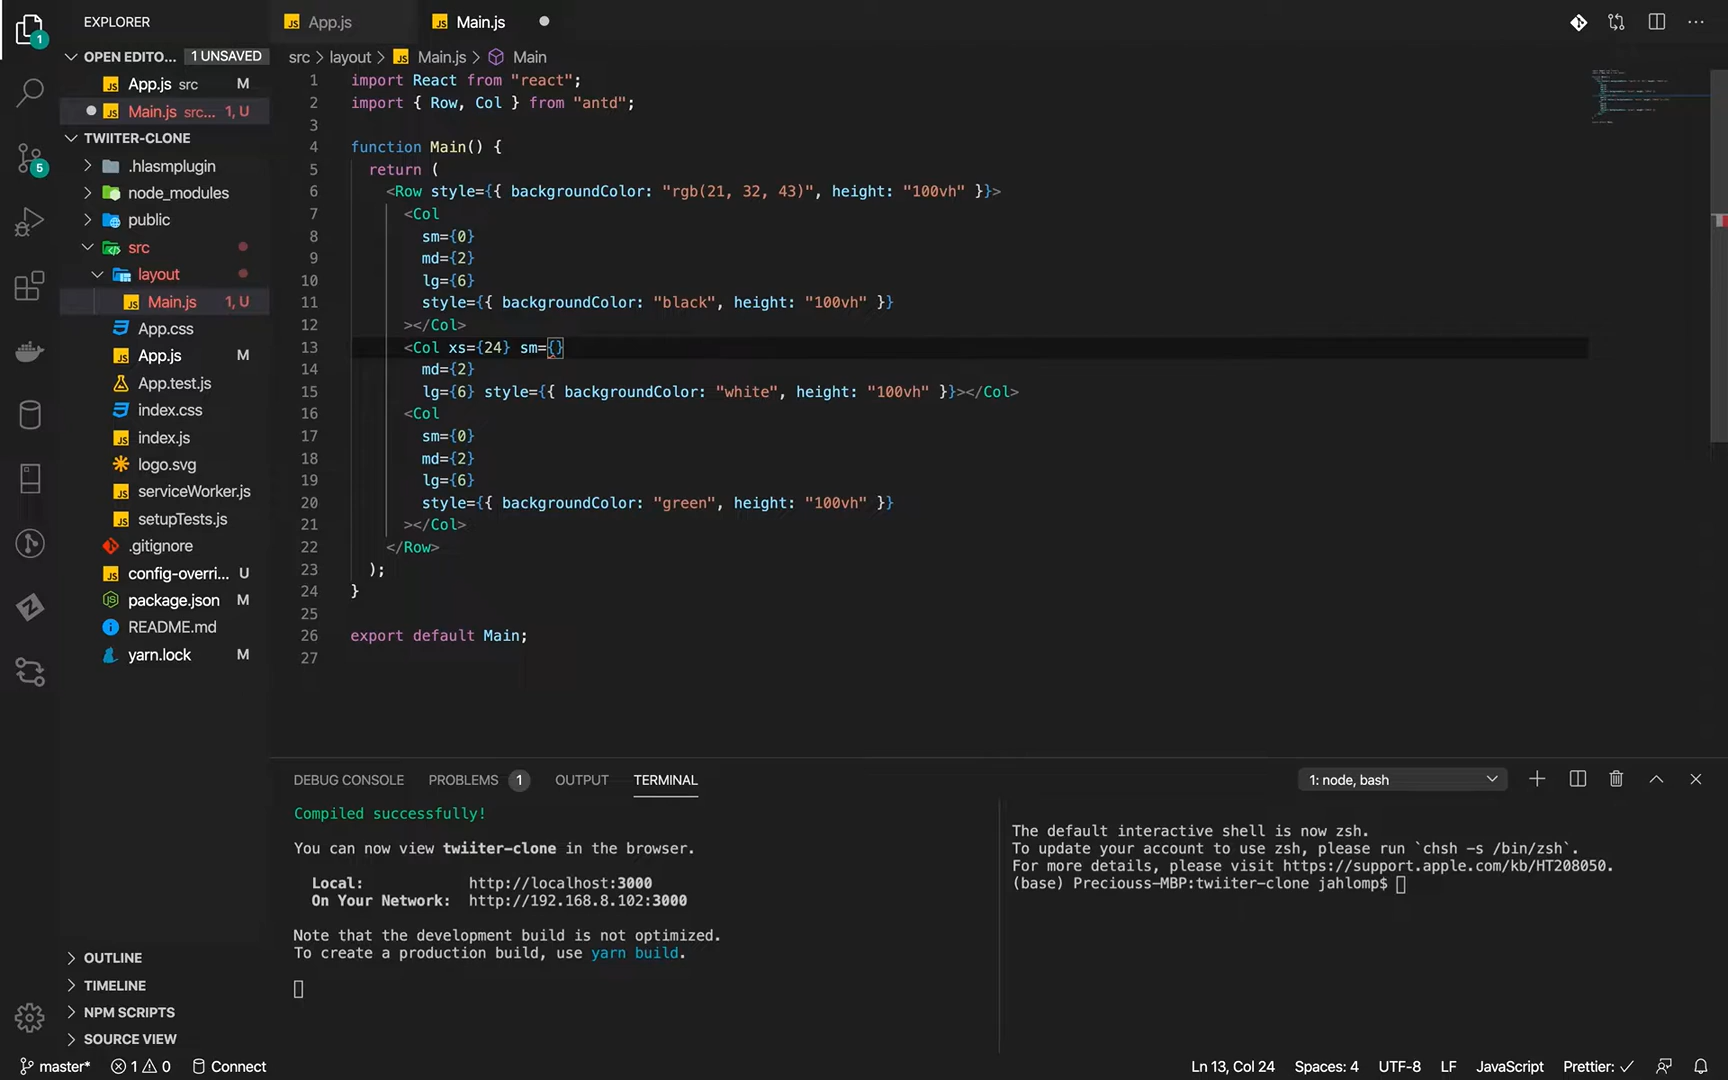 EXPLORER
App.js
Main.js
OPEN EDITO... 1 UNSAVED
src > layout > Main.js > Main
App.js src M
Main.js src... 1, U
TWIITER-CLONE
.hlasmplugin
node_modules
public
src
layout
Main.js 1, U
App.css
App.js M
App.test.js
index.css
index.js
logo.svg
serviceWorker.js
setupTests.js
.gitignore
config-overri... U
package.json M
README.md
yarn.lock M
OUTLINE
TIMELINE
NPM SCRIPTS
SOURCE VIEW
1
5
1 import React from "react";
2 import { Row, Col } from "antd";
3
4 function Main() {
5 return (
6 <Row style={{ backgroundColor: "rgb(21, 32, 43)", height: "100vh" }}>
7 <Col
8 sm={0}
9 md={2}
10 lg={6}
11 style={{ backgroundColor: "black", height: "100vh" }}
12 ></Col>
13 <Col xs={24} sm={}
14 md={2}
15 lg={6} style={{ backgroundColor: "white", height: "100vh" }}></Col>
16 <Col
17 sm={0}
18 md={2}
19 lg={6}
20 style={{ backgroundColor: "green", height: "100vh" }}
21 ></Col>
22 </Row>
23 );
24 }
25
26 export default Main;
27
DEBUG CONSOLE PROBLEMS 1 OUTPUT TERMINAL 1: node, bash
Compiled successfully!
You can now view twiiter-clone in the browser.
Local: http://localhost:3000
On Your Network: http://192.168.8.102:3000
Note that the development build is not optimized.
To create a production build, use yarn build.
The default interactive shell is now zsh.
To update your account to use zsh, please run `chsh -s /bin/zsh`.
For more details, please visit https://support.apple.com/kb/HT208050.
(base) Preciouss-MBP:twiiter-clone jahlomp$
master* 1 0 Connect Ln 13, Col 24 Spaces: 4 UTF-8 LF JavaScript Prettier: ✓